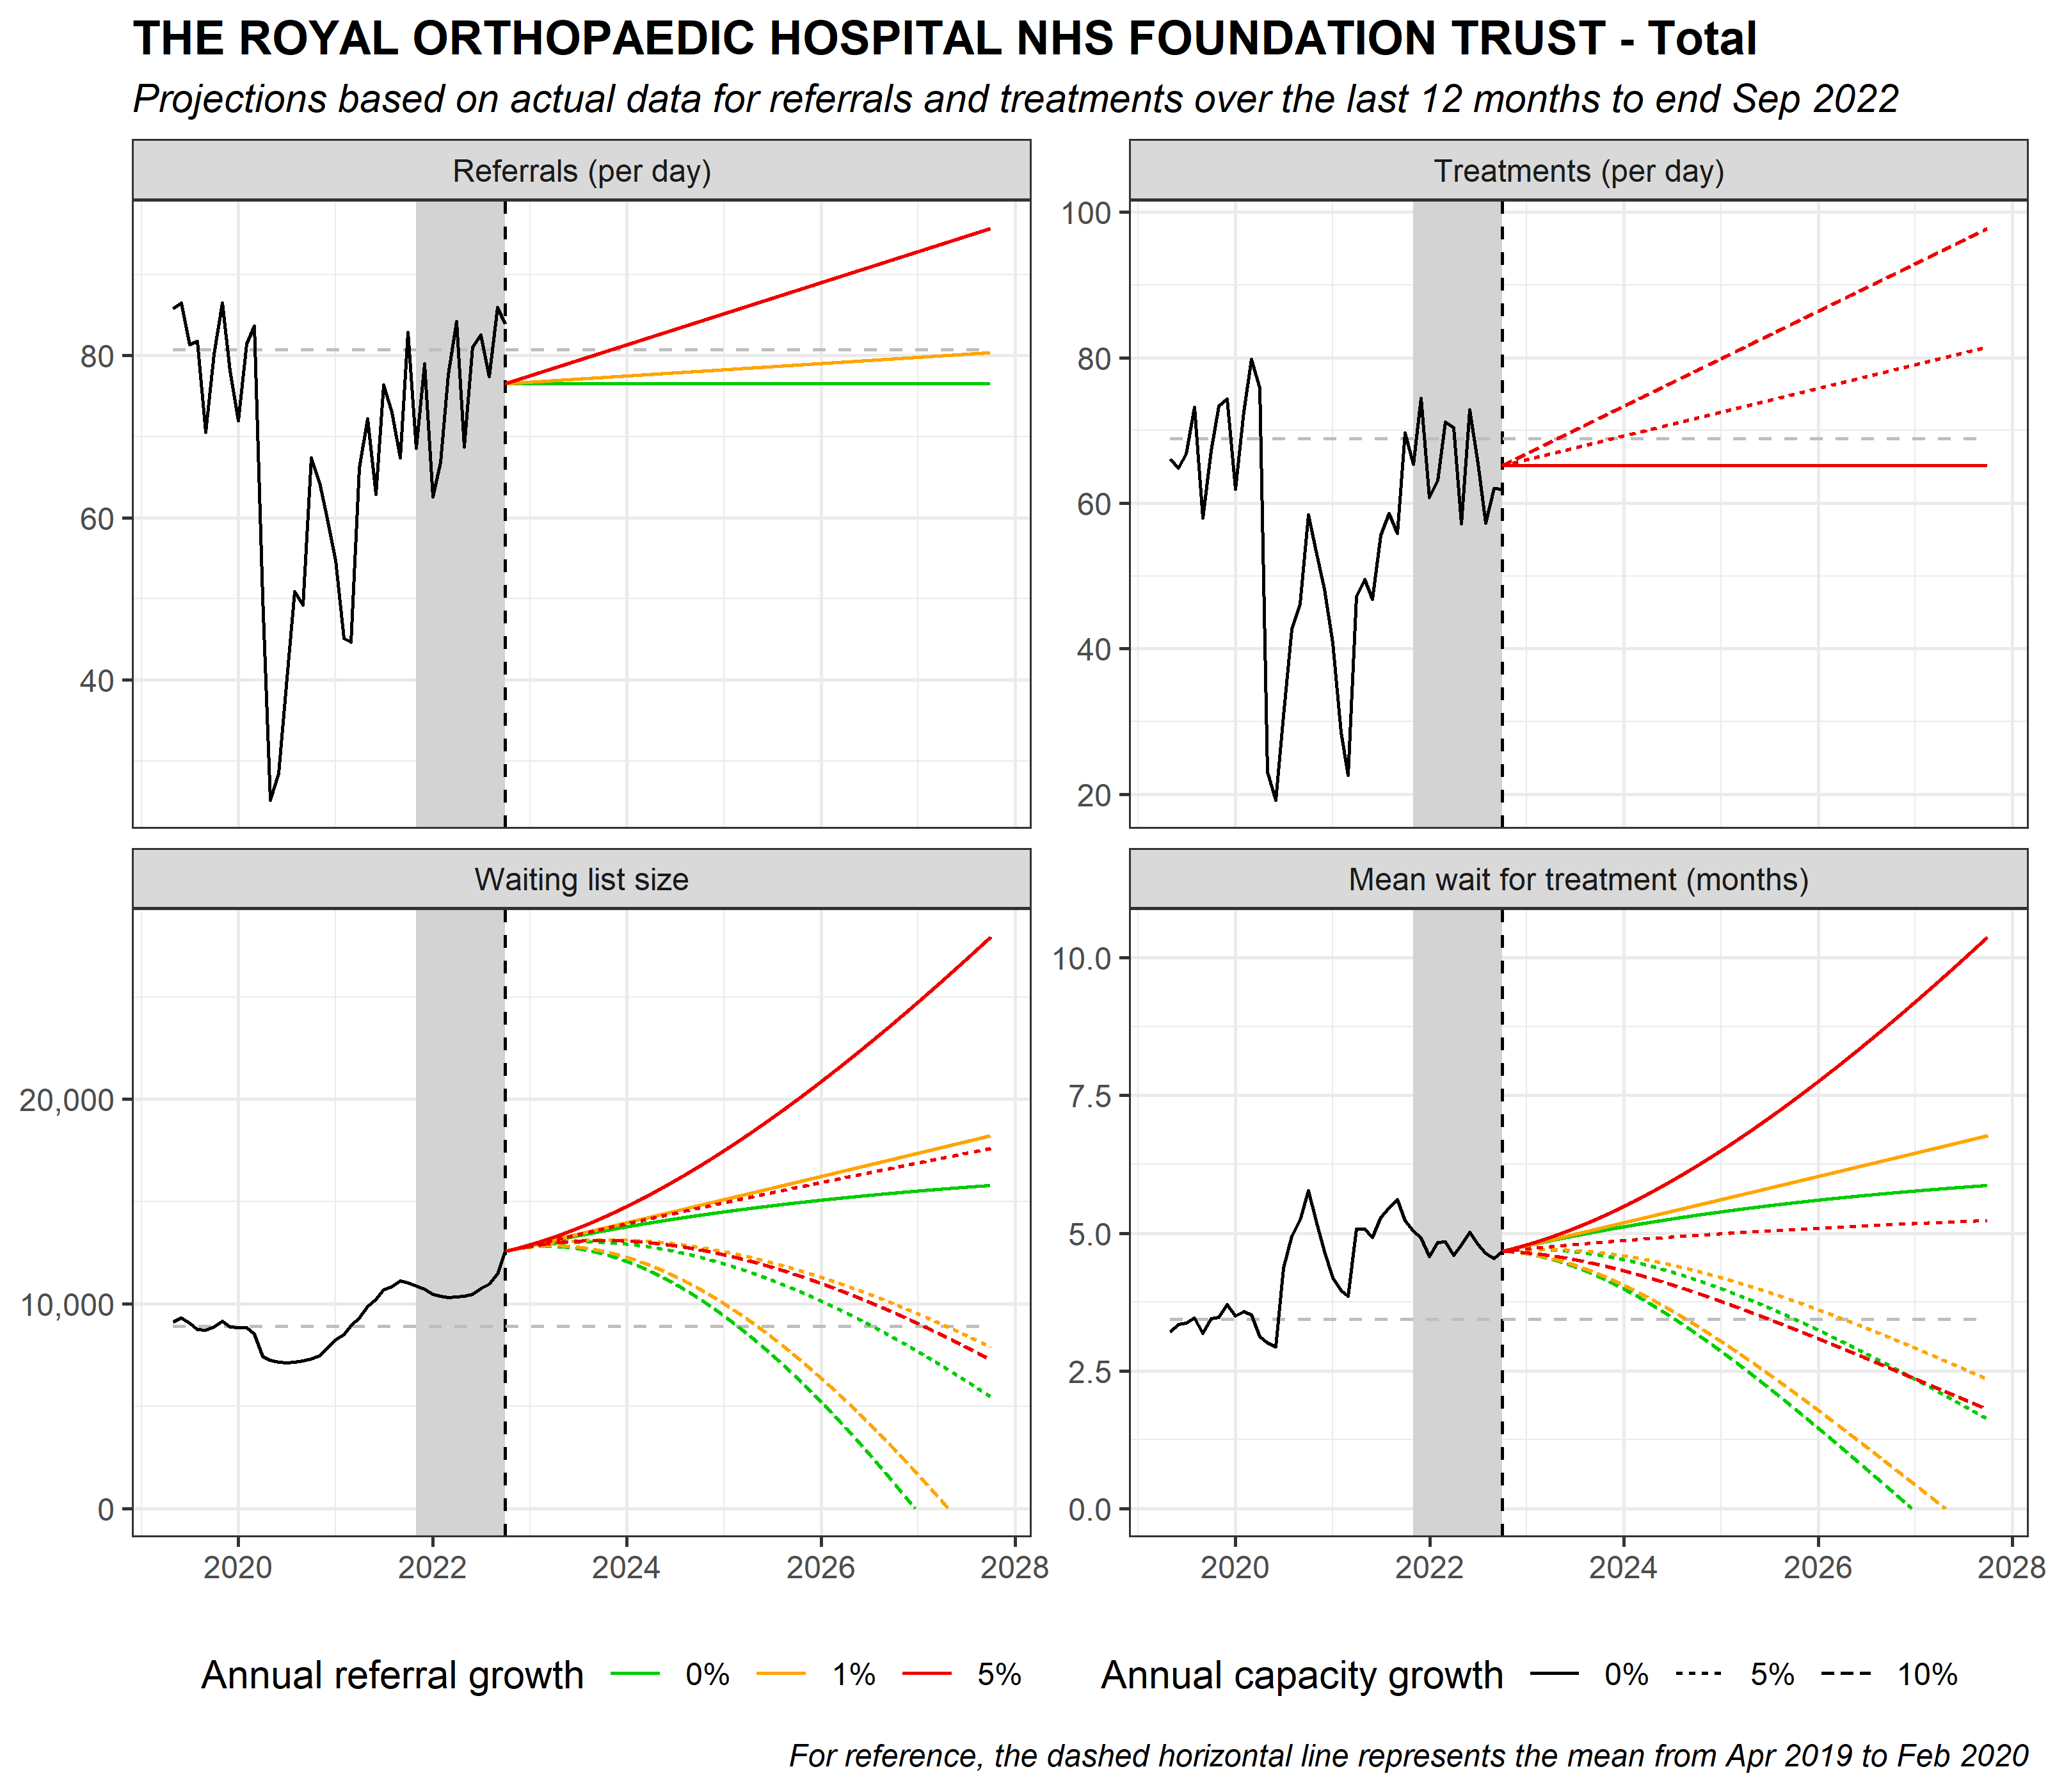 THE ROYAL ORTHOPAEDIC HOSPITAL NHS FOUNDATION TRUST - Total
Projections based on actual data for referrals and treatments over the last 12 months to end Sep 2022
Referrals (per day)
80
60
40
Treatments (per day)
100
80
60
40
20
Waiting list size
20,000
10,000
0
2020 2022 2024 2026 2028
Mean wait for treatment (months)
10.0
7.5
5.0
2.5
0.0
2020 2022 2024 2026 2028
Annual referral growth 0% 1% 5%
Annual capacity growth 0% 5% 10%
For reference, the dashed horizontal line represents the mean from Apr 2019 to Feb 2020